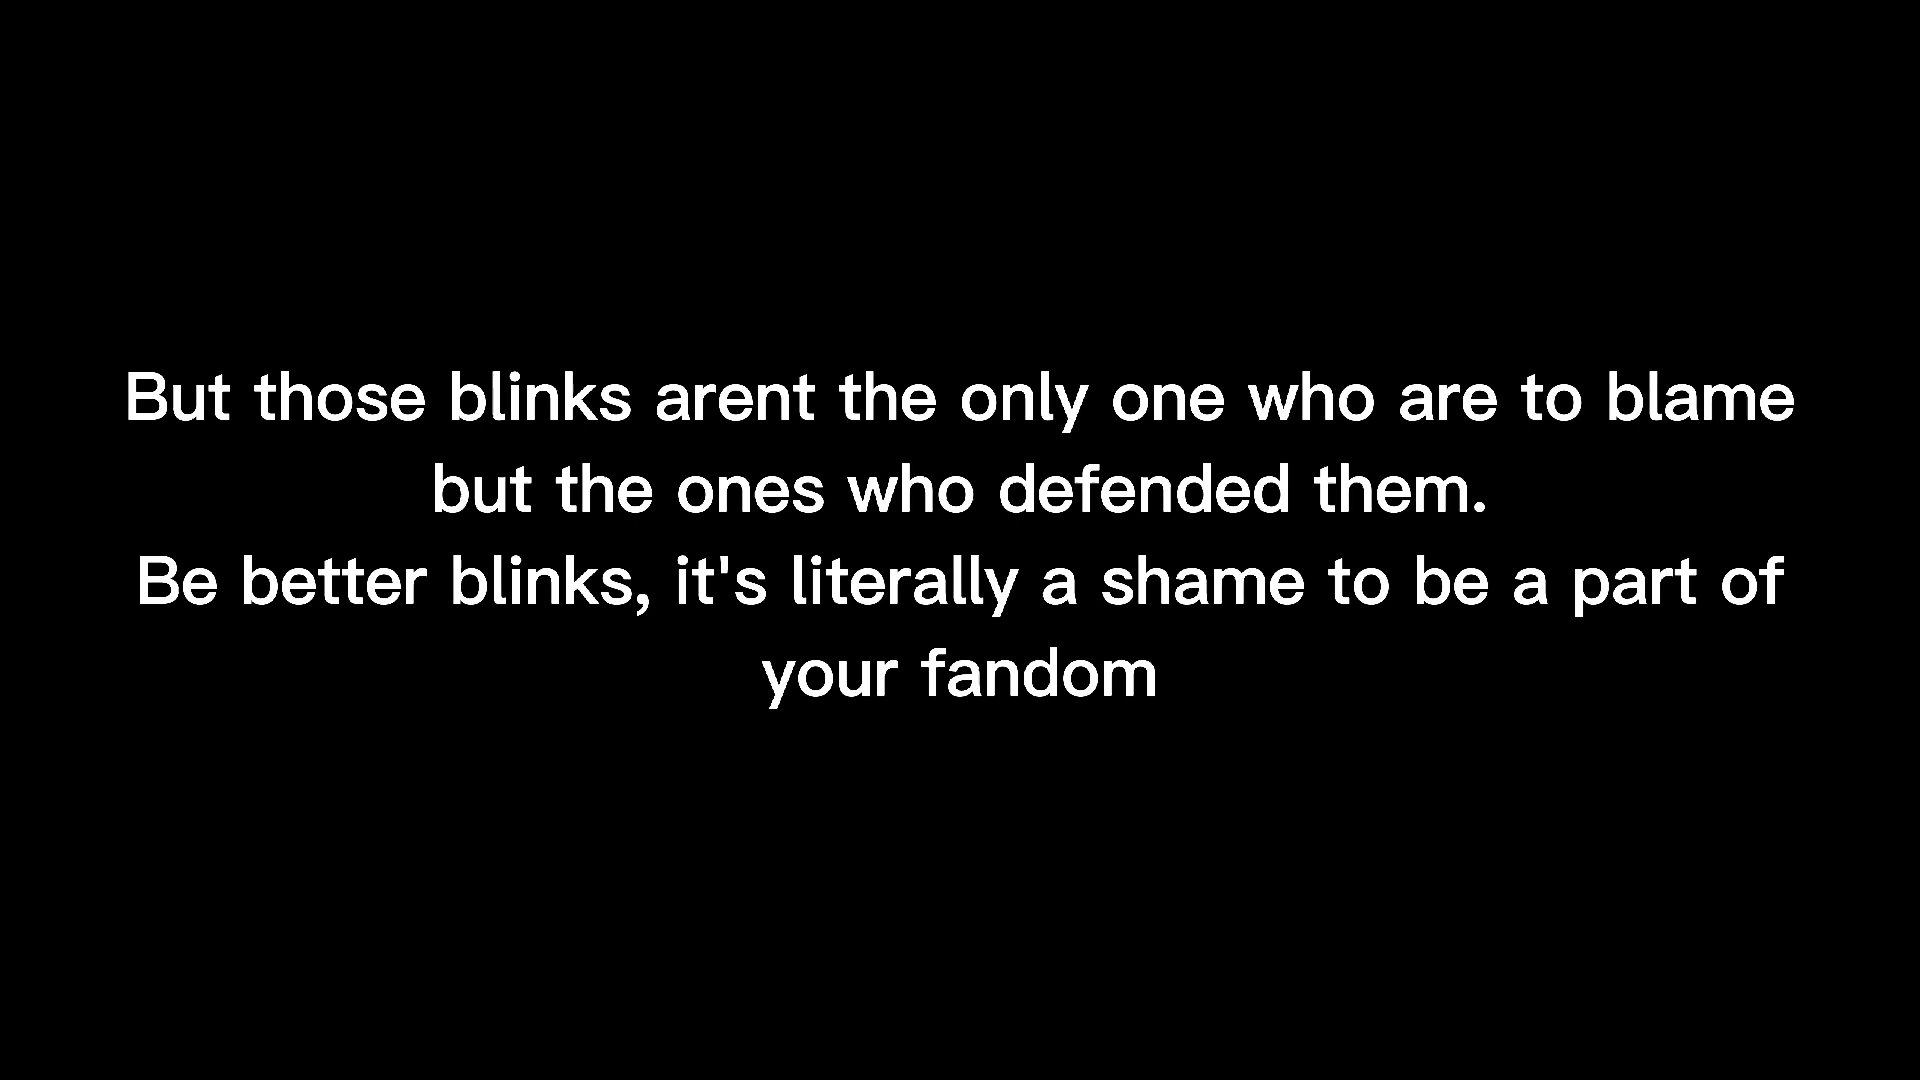 But those blinks arent the only one who are to blame
but the ones who defended them.
Be better blinks, it's literally a shame to be a part of
your fandom